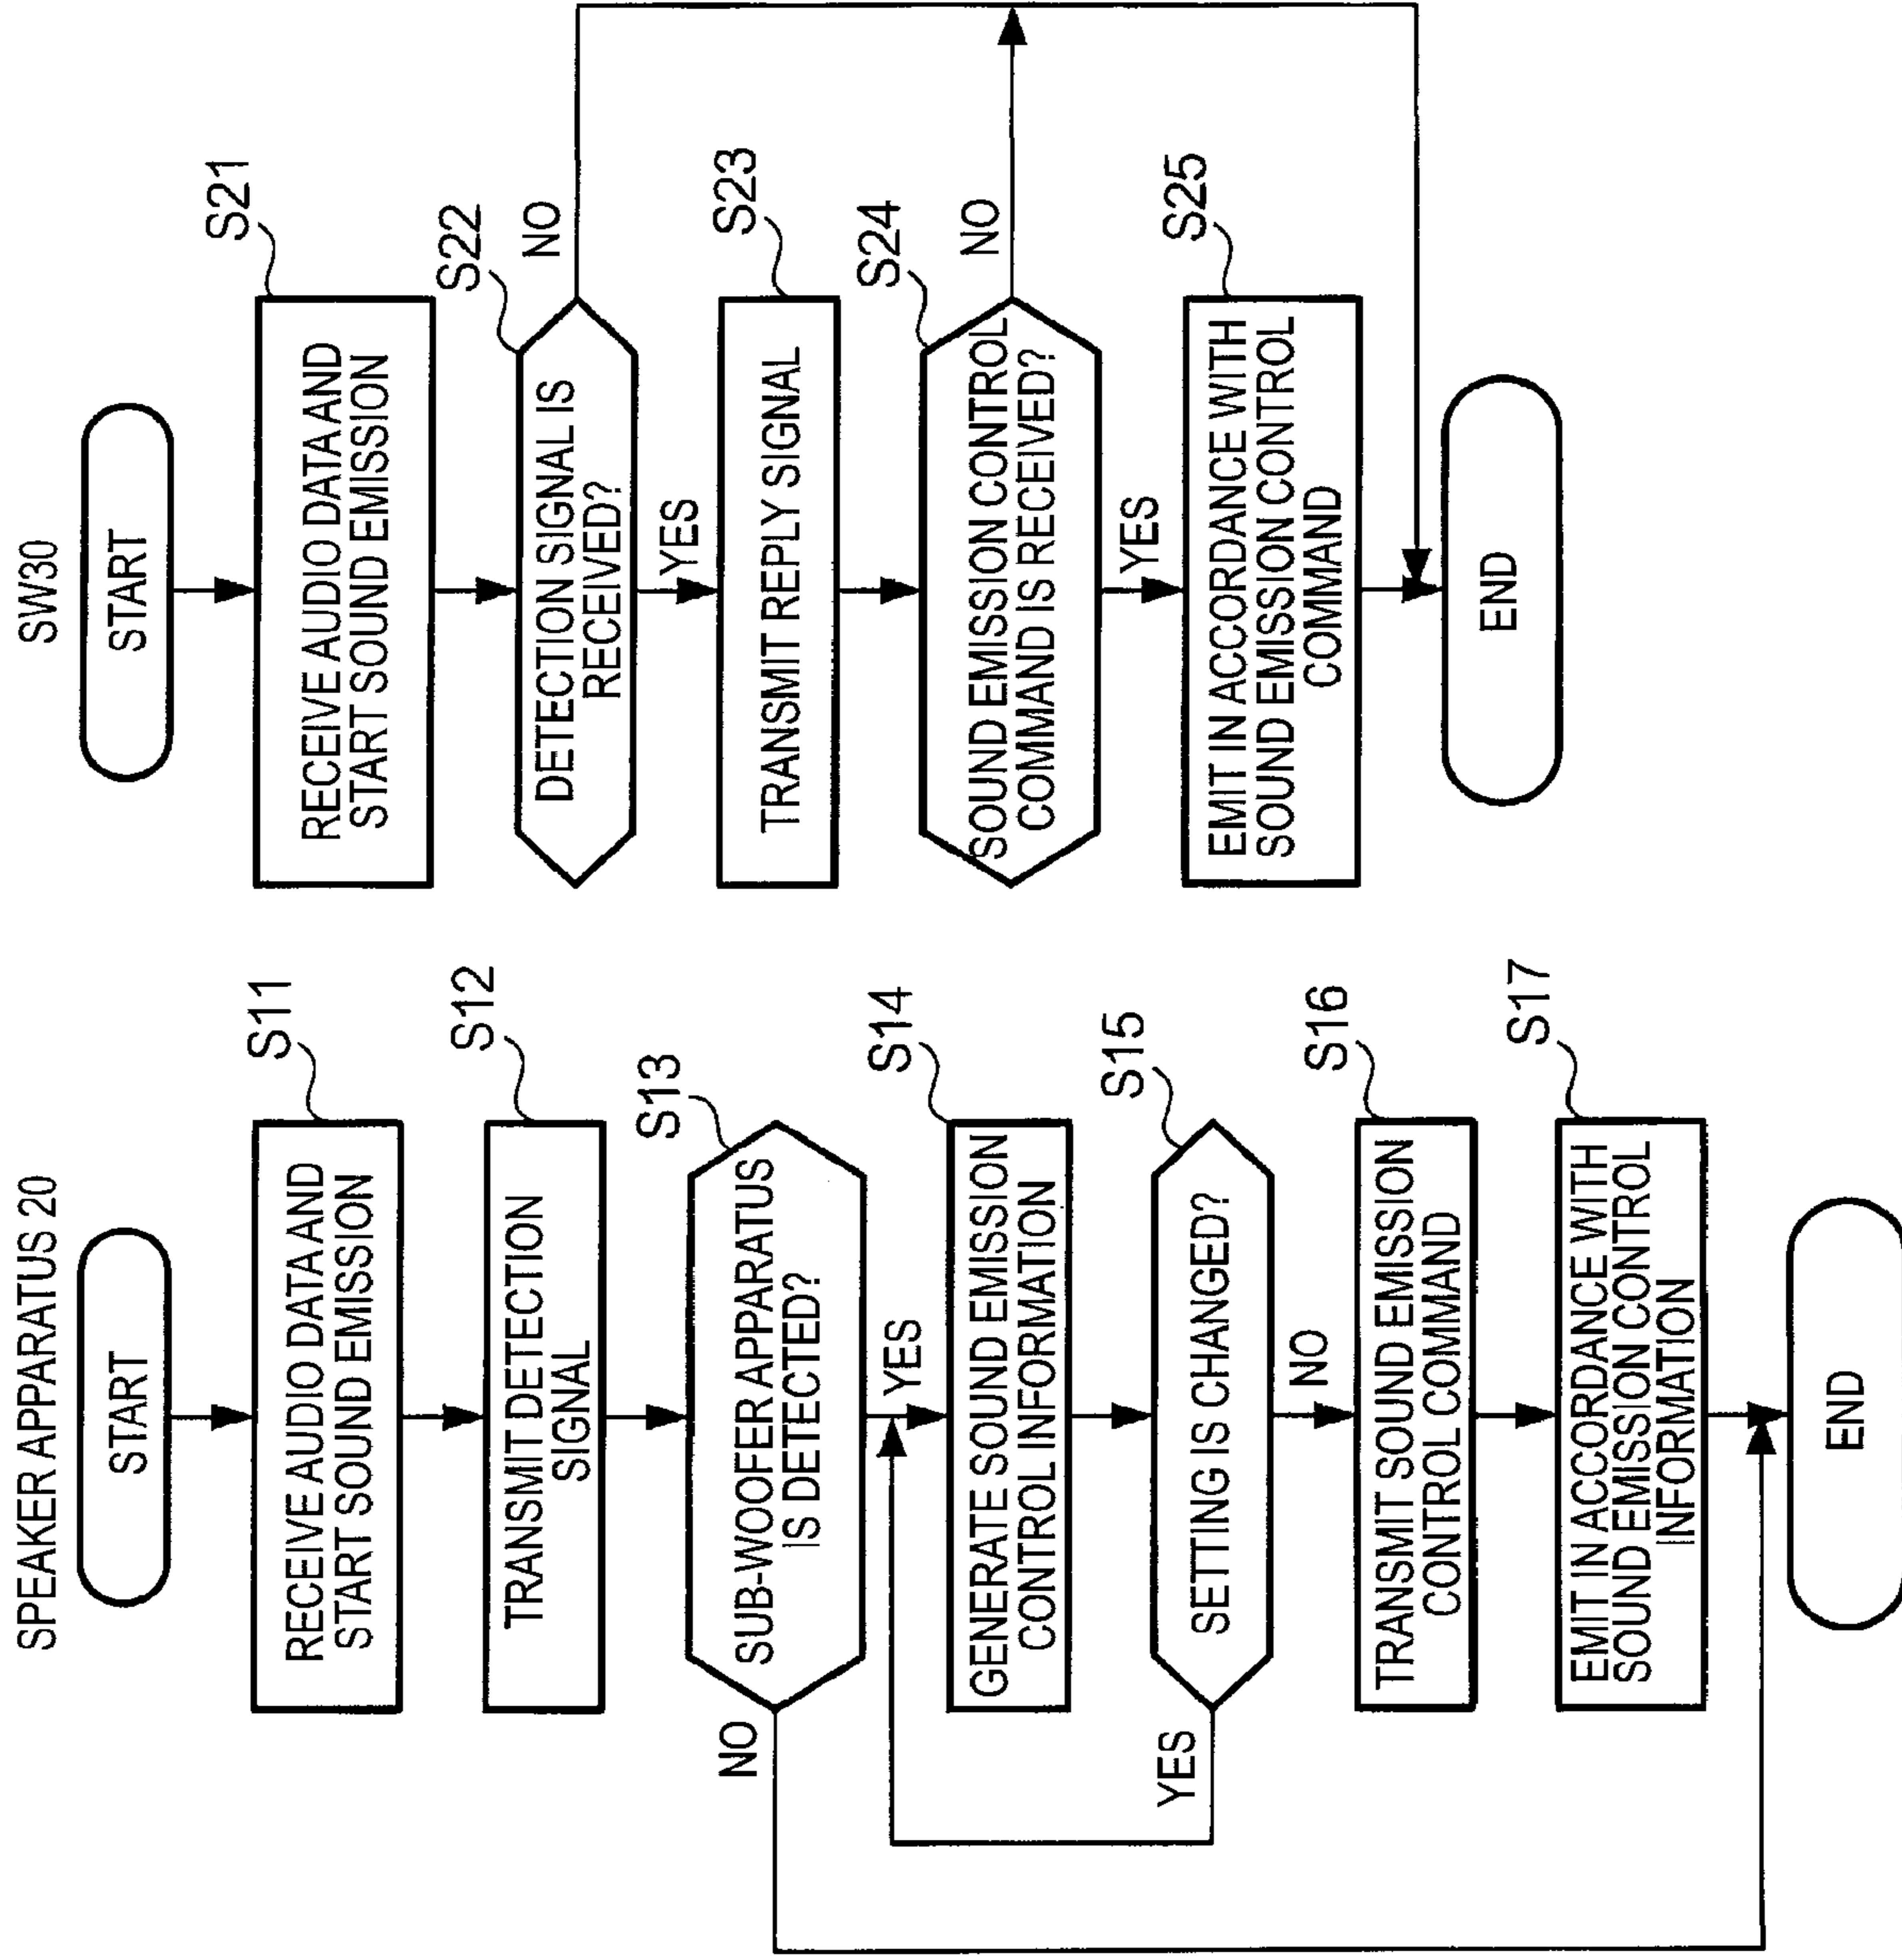 SPEAKER APPARATUS 20
START
S11
RECEIVE AUDIO DATA AND
START SOUND EMISSION
S12
TRANSMIT DETECTION
SIGNAL
S13
SUB-WOOFER APPARATUS
IS DETECTED?
NO
YES
S14
GENERATE SOUND EMISSION
CONTROL INFORMATION
S15
SETTING IS CHANGED?
YES
NO
S16
TRANSMIT SOUND EMISSION
CONTROL COMMAND
S17
EMIT IN ACCORDANCE WITH
SOUND EMISSION CONTROL
INFORMATION
END
SW30
START
S21
RECEIVE AUDIO DATA AND
START SOUND EMISSION
S22
DETECTION SIGNAL IS
RECEIVED?
NO
YES
S23
TRANSMIT REPLY SIGNAL
S24
SOUND EMISSION CONTROL
COMMAND IS RECEIVED?
NO
YES
S25
EMIT IN ACCORDANCE WITH
SOUND EMISSION CONTROL
COMMAND
END